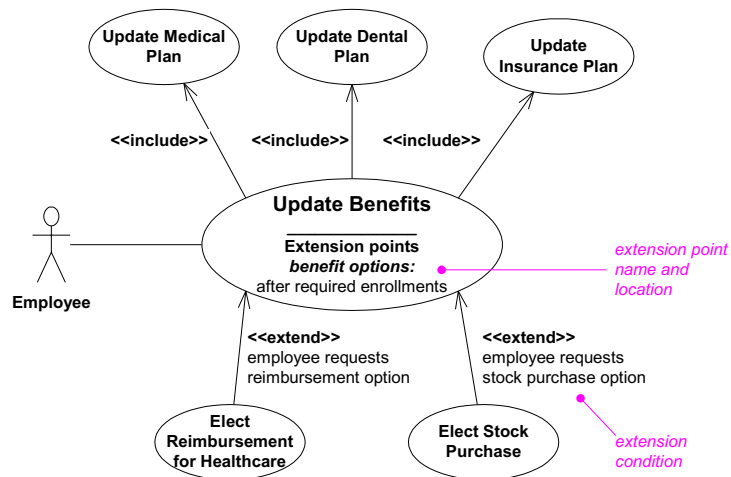 Update Medical
Plan
Update Dental
Plan
Update
Insurance Plan
<<include>>
<<include>>
<<include>>
Update Benefits
Extension points
benefit options:
after required enrollments
extension point
name and
location
Employee
<<extend>>
employee requests
reimbursement option
<<extend>>
employee requests
stock purchase option
Elect
Reimbursement
for Healthcare
Elect Stock
Purchase
extension
condition